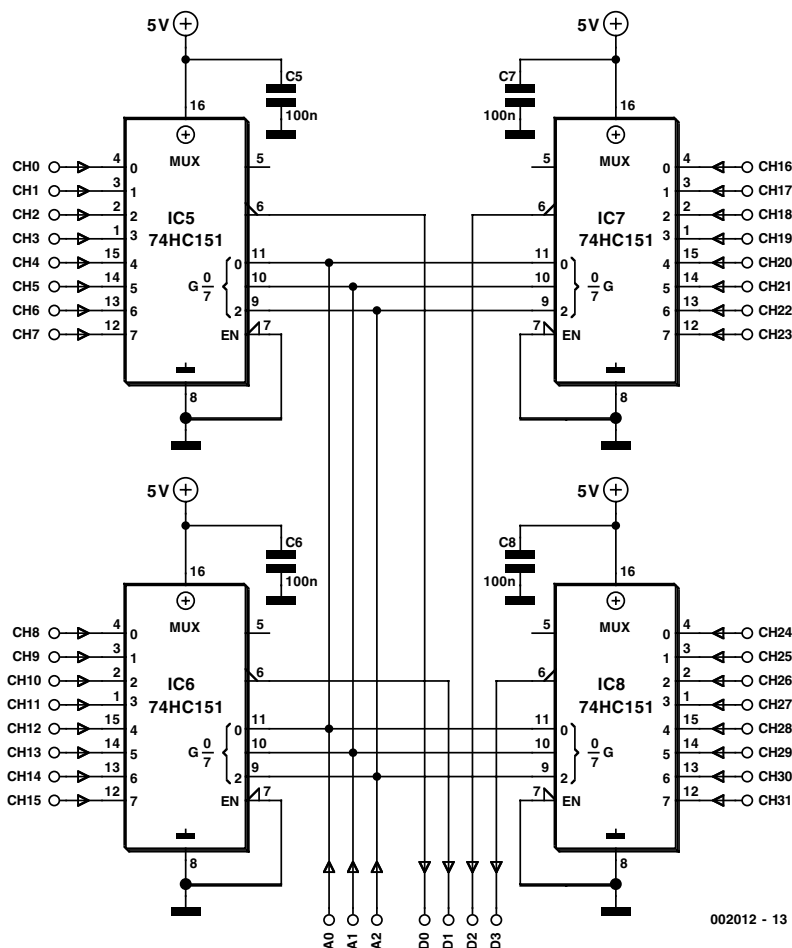 5V
C5
100n
16
MUX
CH0 4 0
CH1 3 1
CH2 2 2
CH3 1 3
CH4 15 4
CH5 14 5
CH6 13 6
CH7 12 7
IC5
74HC151
5
6
G 0/7
0 11
10
2 9
EN 7
8
5V
C7
100n
16
MUX
5
6
IC7
74HC151
11 0
10
9 2
0/7 G
7 EN
0 4 CH16
1 3 CH17
2 2 CH18
3 1 CH19
4 15 CH20
5 14 CH21
6 13 CH22
7 12 CH23
8
5V
C6
100n
16
MUX
CH8 4 0
CH9 3 1
CH10 2 2
CH11 1 3
CH12 15 4
CH13 14 5
CH14 13 6
CH15 12 7
IC6
74HC151
5
6
G 0/7
0 11
10
2 9
EN 7
8
5V
C8
100n
16
MUX
5
6
IC8
74HC151
11 0
10
9 2
0/7 G
7 EN
0 4 CH24
1 3 CH25
2 2 CH26
3 1 CH27
4 15 CH28
5 14 CH29
6 13 CH30
7 12 CH31
8
A0
A1
A2
D0
D1
D2
D3
002012 - 13